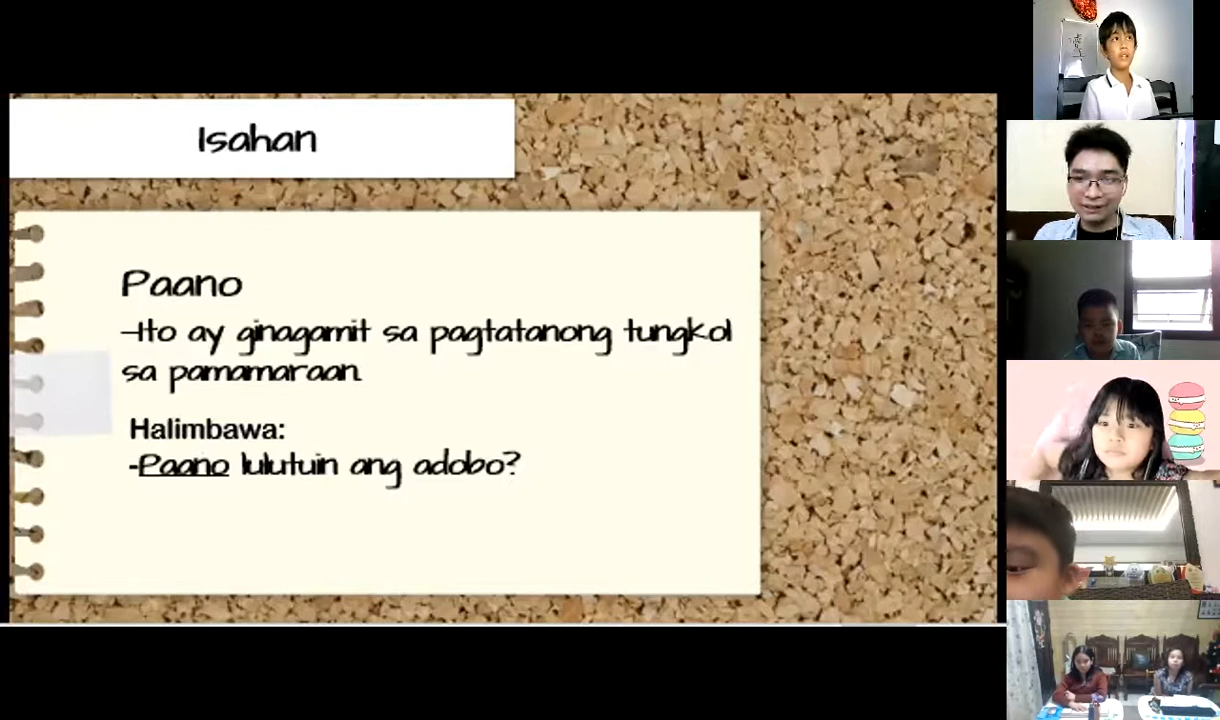 Isahan
Paano
-Ito ay ginagamit sa pagtatanong tungkol
sa pamamaraan.
Halimbawa:
-Paano lulutuin ang adobo?